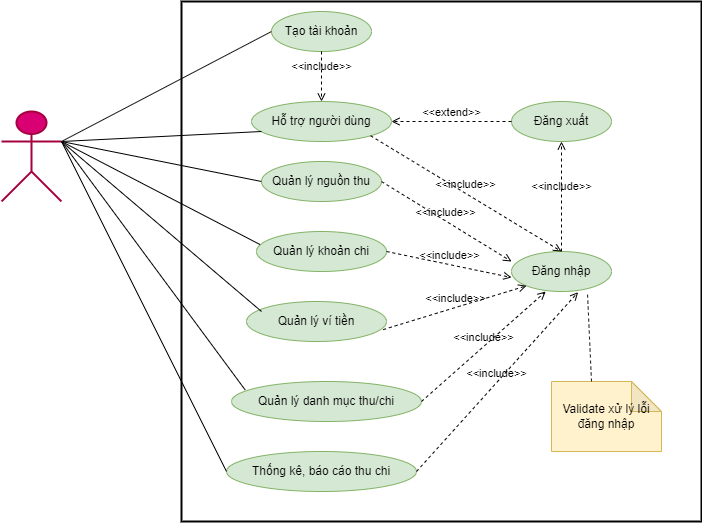 Tạo tài khoản
<<include>>
Hỗ trợ người dùng
<<extend>>
Đăng xuất
Quản lý nguồn thu
<<include>>
<<include>>
<<include>>
Quản lý khoản chi
<<include>>
Đăng nhập
Quản lý ví tiền
<<include>>
<<include>>
<<include>>
Quản lý danh mục thu/chi
Validate xử lý lỗi
đăng nhập
Thống kê, báo cáo thu chi